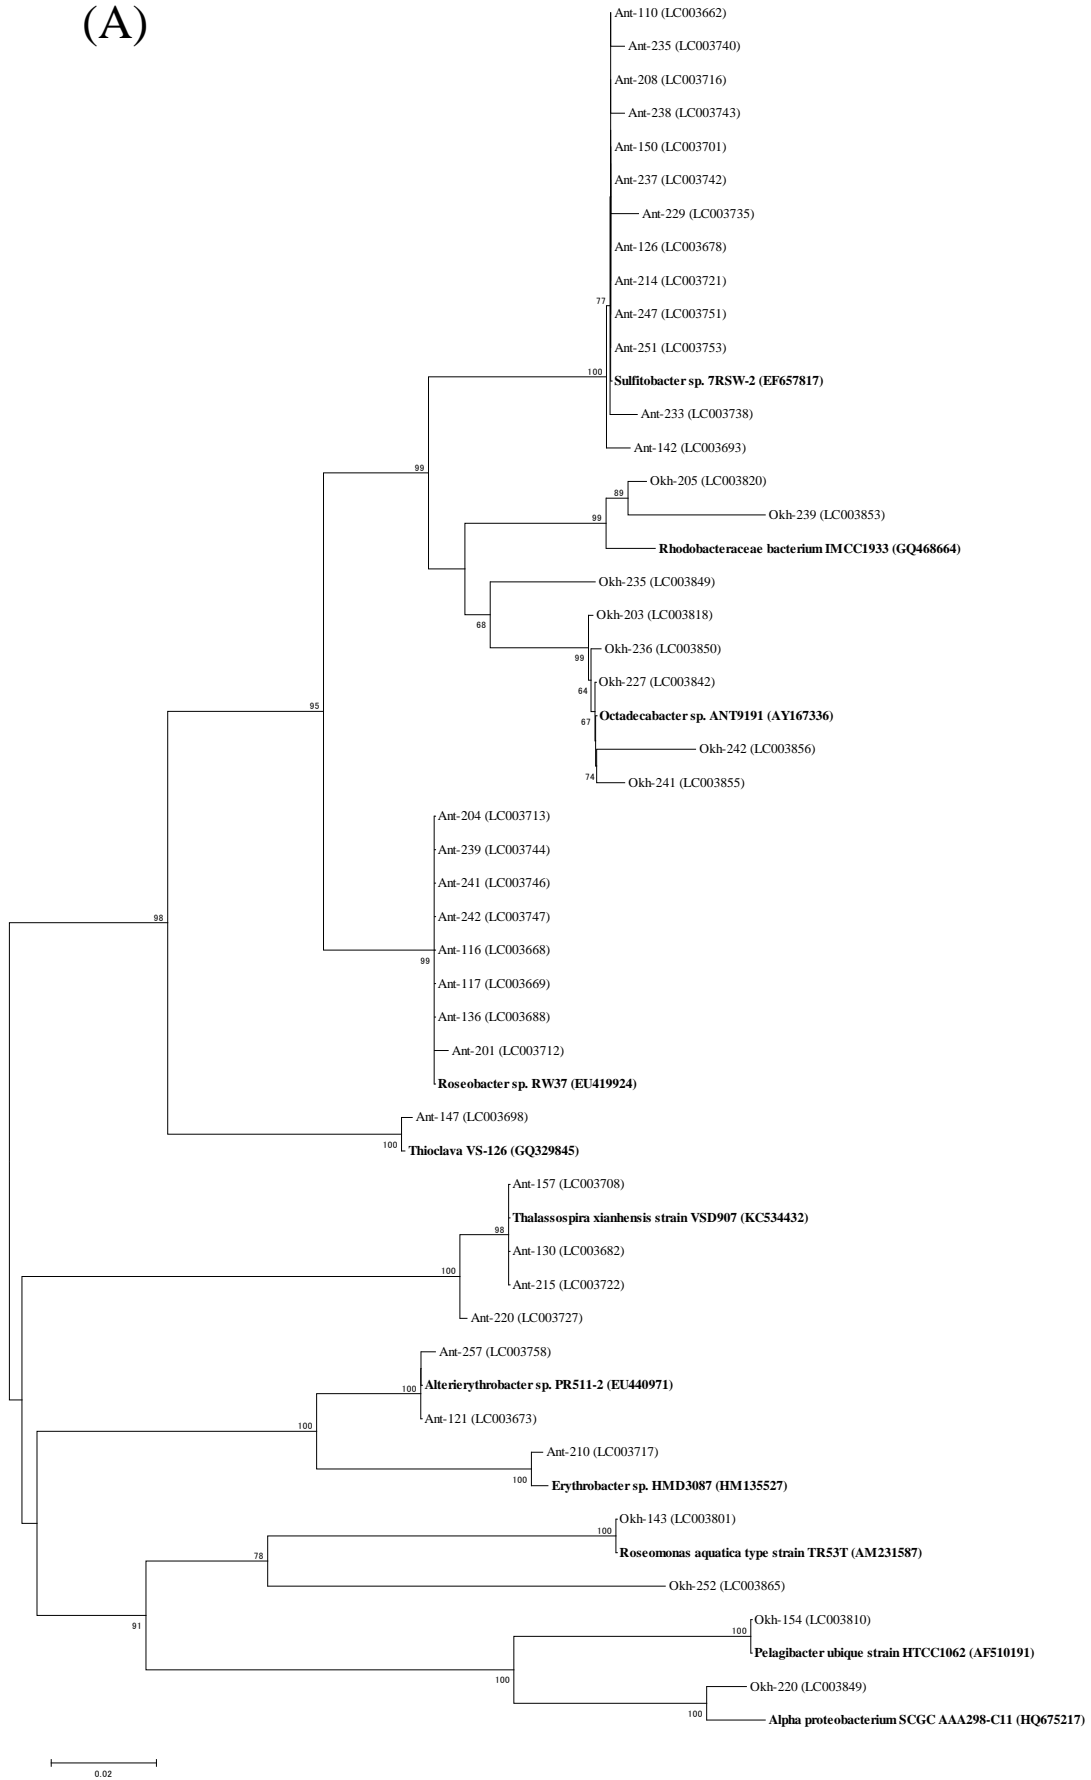 (A)
Ant-110 (LC003662)
Ant-235 (LC003740)
Ant-208 (LC003716)
Ant-238 (LC003743)
Ant-150 (LC003701)
Ant-237 (LC003742)
Ant-229 (LC003735)
Ant-126 (LC003678)
Ant-214 (LC003721)
77
Ant-247 (LC003751)
Ant-251 (LC003753)
100
Sulfitobacter sp. 7RSW-2 (EF657817)
Ant-233 (LC003738)
Ant-142 (LC003693)
99
Okh-205 (LC003820)
89
Okh-239 (LC003853)
99
Rhodobacteraceae bacterium IMCC1933 (GQ468664)
Okh-235 (LC003849)
Okh-203 (LC003818)
68
Okh-236 (LC003850)
99
Okh-227 (LC003842)
64
Octadecabacter sp. ANT9191 (AY167336)
67
Okh-242 (LC003856)
74
Okh-241 (LC003855)
95
Ant-204 (LC003713)
Ant-239 (LC003744)
Ant-241 (LC003746)
Ant-242 (LC003747)
98
Ant-116 (LC003668)
99
Ant-117 (LC003669)
Ant-136 (LC003688)
Ant-201 (LC003712)
Roseobacter sp. RW37 (EU419924)
Ant-147 (LC003698)
100
Thioclava VS-126 (GQ329845)
Ant-157 (LC003708)
Thalassospira xianhensis strain VSD907 (KC534432)
98
Ant-130 (LC003682)
100
Ant-215 (LC003722)
Ant-220 (LC003727)
Ant-257 (LC003758)
100
Alterierythrobacter sp. PR511-2 (EU440971)
Ant-121 (LC003673)
100
Ant-210 (LC003717)
100
Erythrobacter sp. HMD3087 (HM135527)
Okh-143 (LC003801)
100
Roseomonas aquatica type strain TR53T (AM231587)
78
Okh-252 (LC003865)
91
Okh-154 (LC003810)
100
Pelagibacter ubique strain HTCC1062 (AF510191)
100
Okh-220 (LC003849)
100
Alpha proteobacterium SCGC AAA298-C11 (HQ675217)
0.02